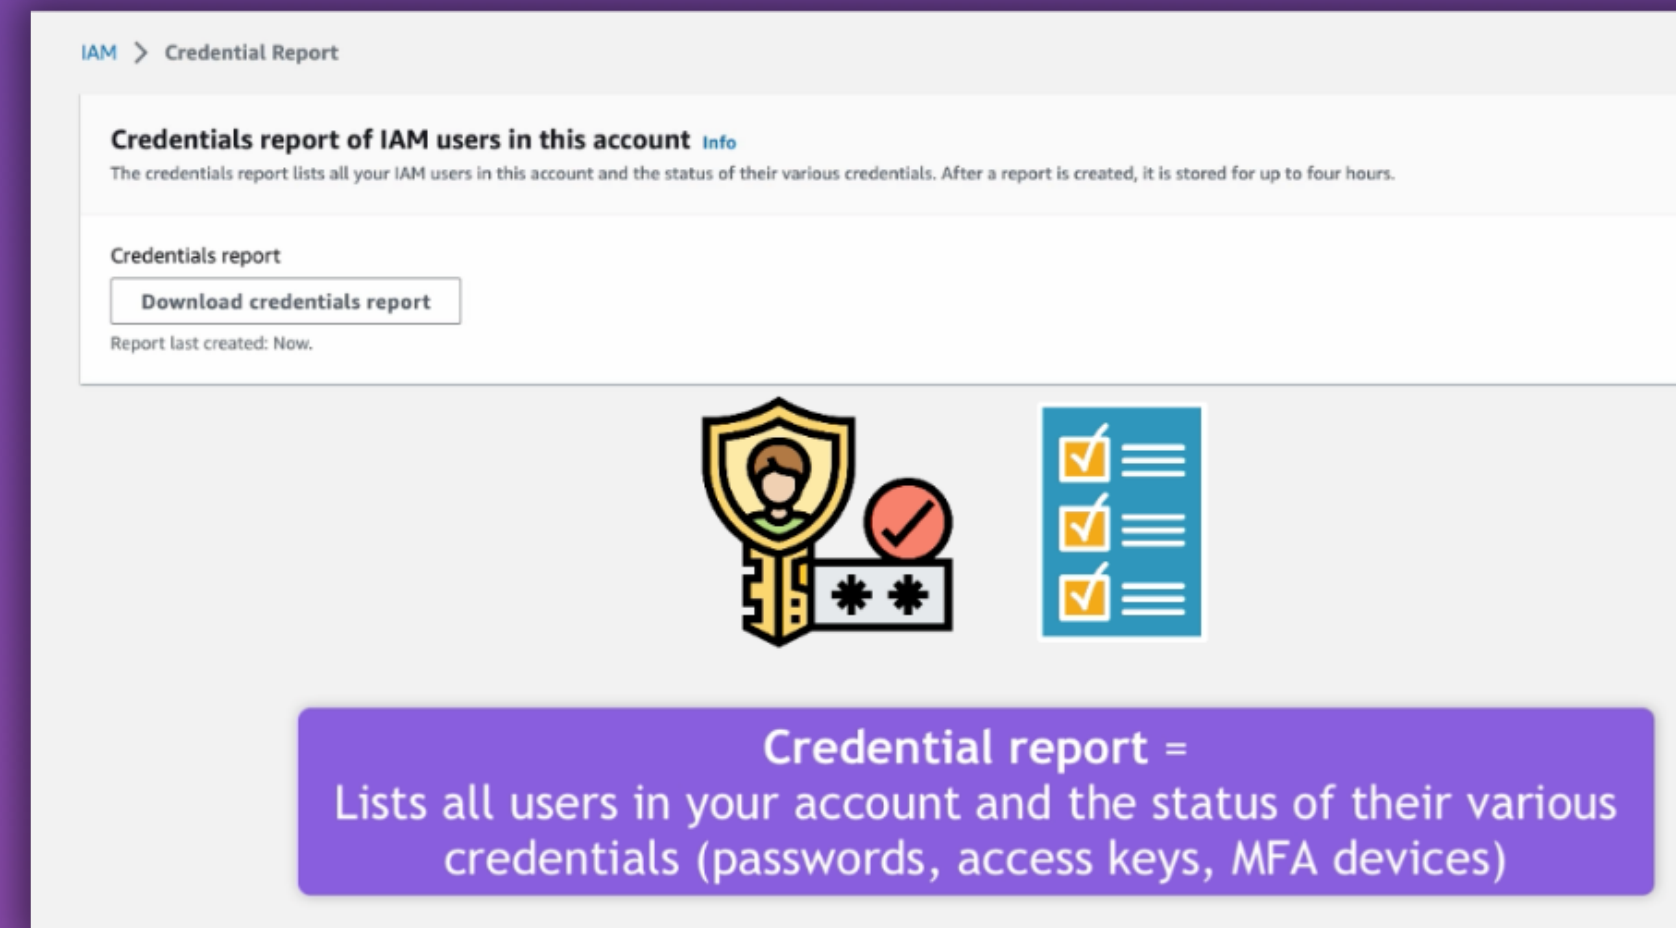 IAM > Credential Report
Credentials report of IAM users in this account Info
The credentials report lists all your IAM users in this account and the status of their various credentials. After a report is created, it is stored for up to four hours.
Credentials report
Download credentials report
Report last created: Now.
* *
Credential report =
Lists all users in your account and the status of their various
credentials (passwords, access keys, MFA devices)